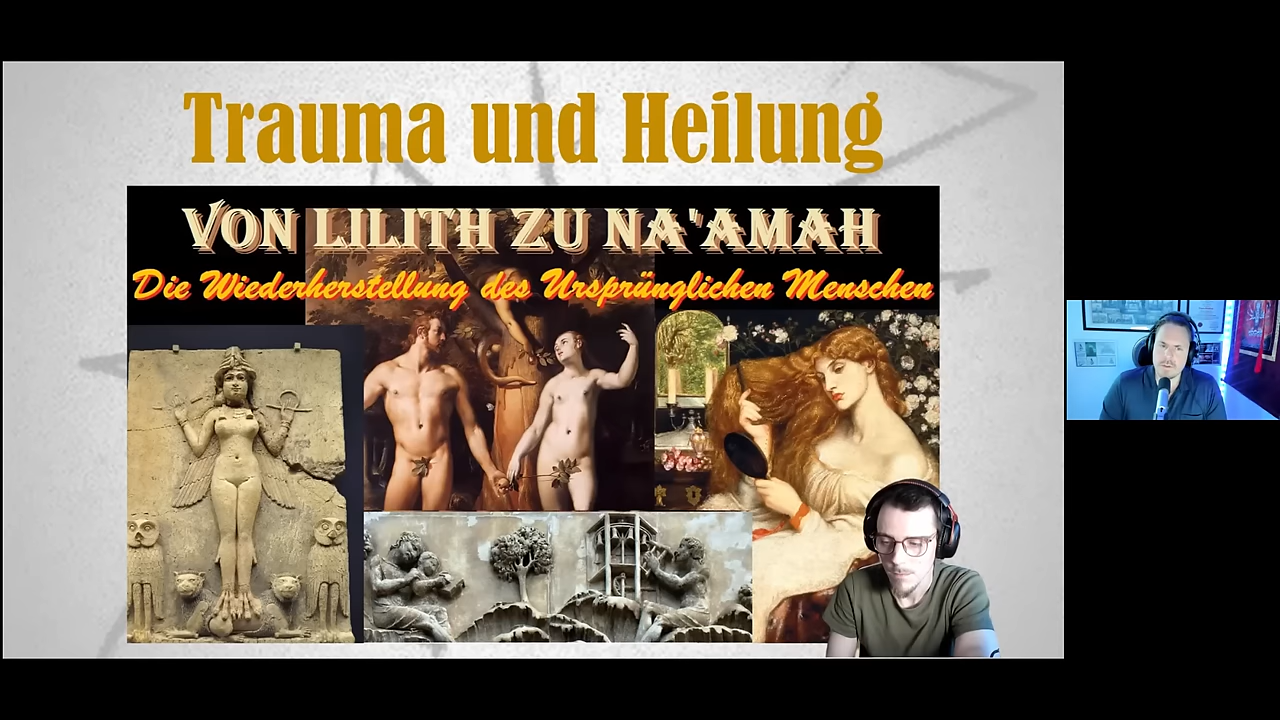 Trauma und Heilung
VON LILITH ZU NA'AMAH
Die Wiederherstellung des Ursprünglichen Menschen